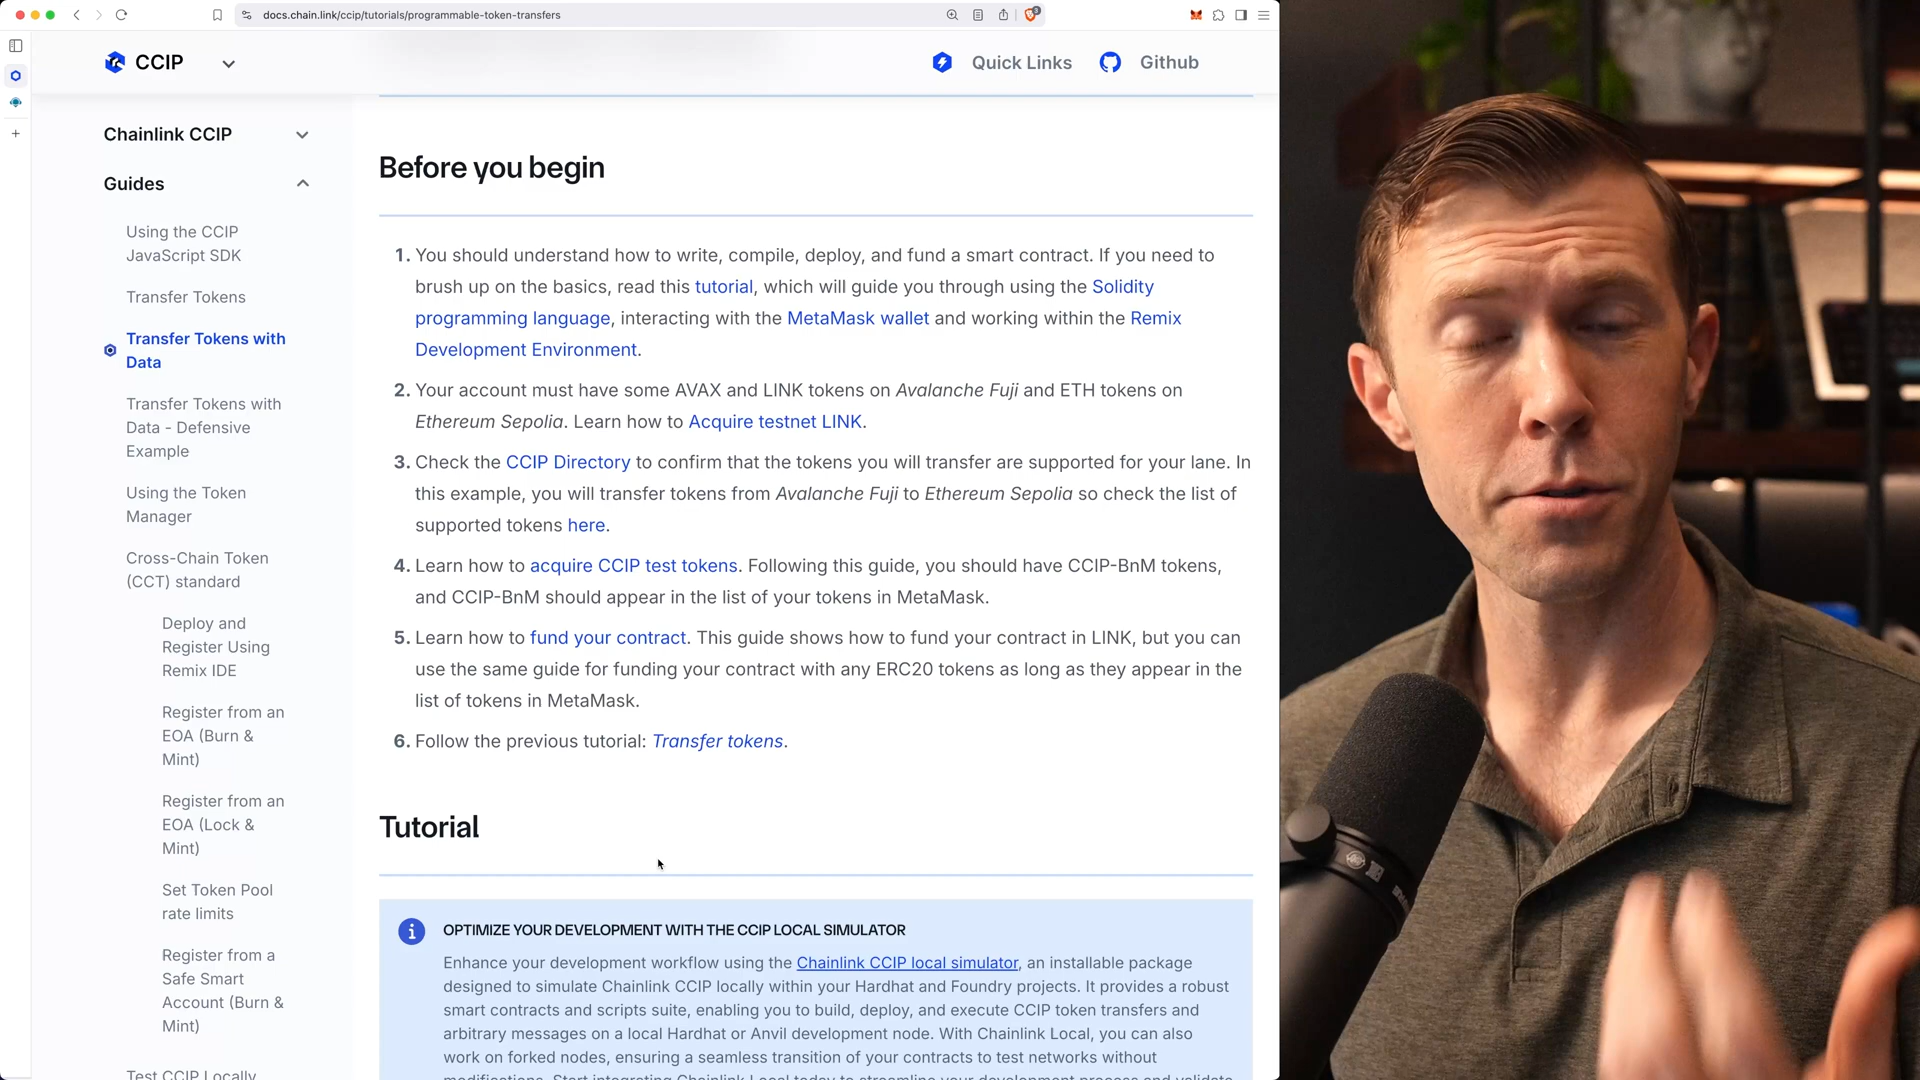 docs.chain.link/ccip/tutorials/programmable-token-transfers
CCIP
Quick Links
Github
Chainlink CCIP
Guides
Using the CCIP
JavaScript SDK
Transfer Tokens
Transfer Tokens with
Data
Transfer Tokens with
Data - Defensive
Example
Using the Token
Manager
Cross-Chain Token
(CCT) standard
Deploy and
Register Using
Remix IDE
Register from an
EOA (Burn &
Mint)
Register from an
EOA (Lock &
Mint)
Set Token Pool
rate limits
Register from a
Safe Smart
Account (Burn &
Mint)
Test CCIP Locally
Before you begin
1. You should understand how to write, compile, deploy, and fund a smart contract. If you need to
brush up on the basics, read this tutorial, which will guide you through using the Solidity
programming language, interacting with the MetaMask wallet and working within the Remix
Development Environment.
2. Your account must have some AVAX and LINK tokens on Avalanche Fuji and ETH tokens on
Ethereum Sepolia. Learn how to Acquire testnet LINK.
3. Check the CCIP Directory to confirm that the tokens you will transfer are supported for your lane. In
this example, you will transfer tokens from Avalanche Fuji to Ethereum Sepolia so check the list of
supported tokens here.
4. Learn how to acquire CCIP test tokens. Following this guide, you should have CCIP-BnM tokens,
and CCIP-BnM should appear in the list of your tokens in MetaMask.
5. Learn how to fund your contract. This guide shows how to fund your contract in LINK, but you can
use the same guide for funding your contract with any ERC20 tokens as long as they appear in the
list of tokens in MetaMask.
6. Follow the previous tutorial: Transfer tokens.
Tutorial
OPTIMIZE YOUR DEVELOPMENT WITH THE CCIP LOCAL SIMULATOR
Enhance your development workflow using the Chainlink CCIP local simulator, an installable package
designed to simulate Chainlink CCIP locally within your Hardhat and Foundry projects. It provides a robust
smart contracts and scripts suite, enabling you to build, deploy, and execute CCIP token transfers and
arbitrary messages on a local Hardhat or Anvil development node. With Chainlink Local, you can also
work on forked nodes, ensuring a seamless transition of your contracts to test networks without
modifications. Start integrating Chainlink Local today to streamline your development process and validate